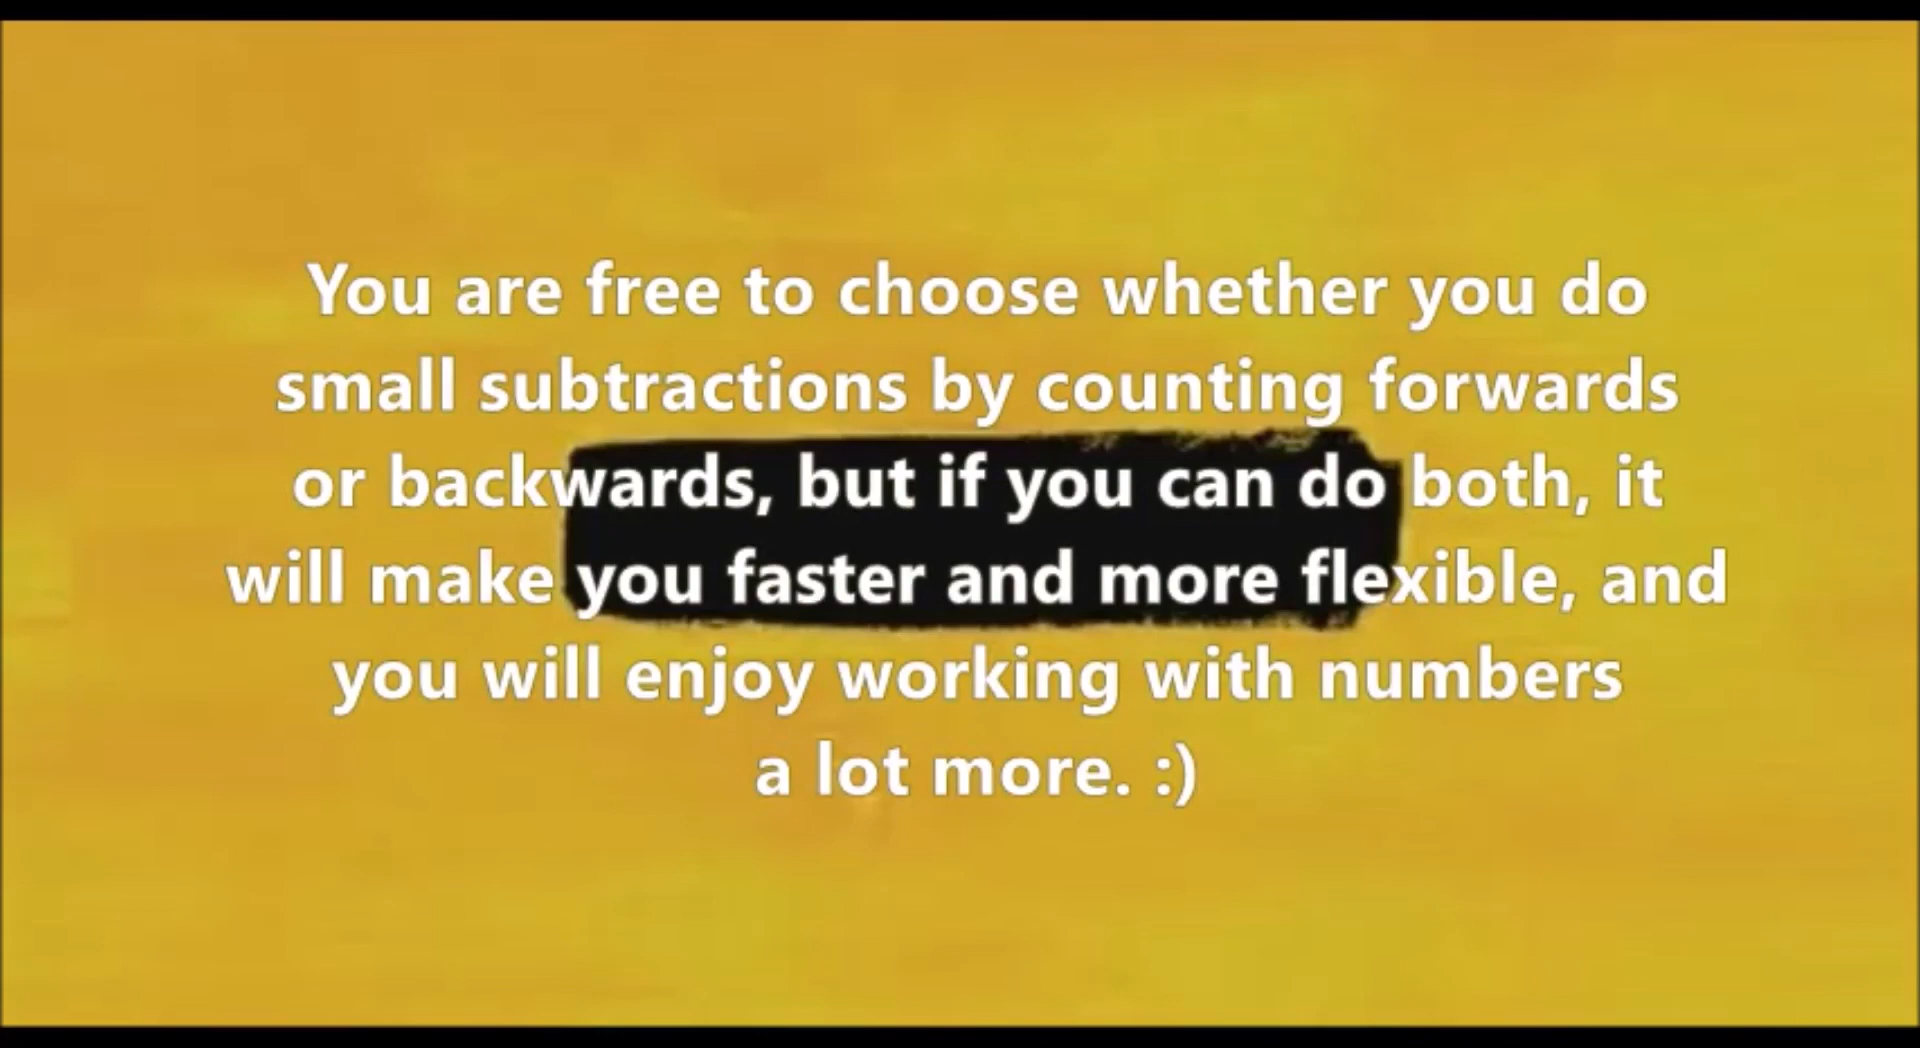 You are free to choose whether you do
small subtractions by counting forwards
or backwards, but if you can do both, it
will make you faster and more flexible, and
you will enjoy working with numbers
a lot more. :)